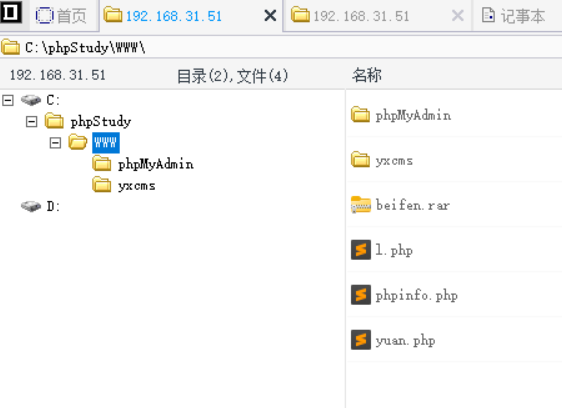 首页 192.168.31.51 192.168.31.51 记事本
C:\phpStudy\WWW\
192.168.31.51 目录(2),文件(4) 名称
C:
phpStudy
WWW
phpMyAdmin
yxcms
D:
phpMyAdmin
yxcms
beifen.rar
l.php
phpinfo.php
yuan.php